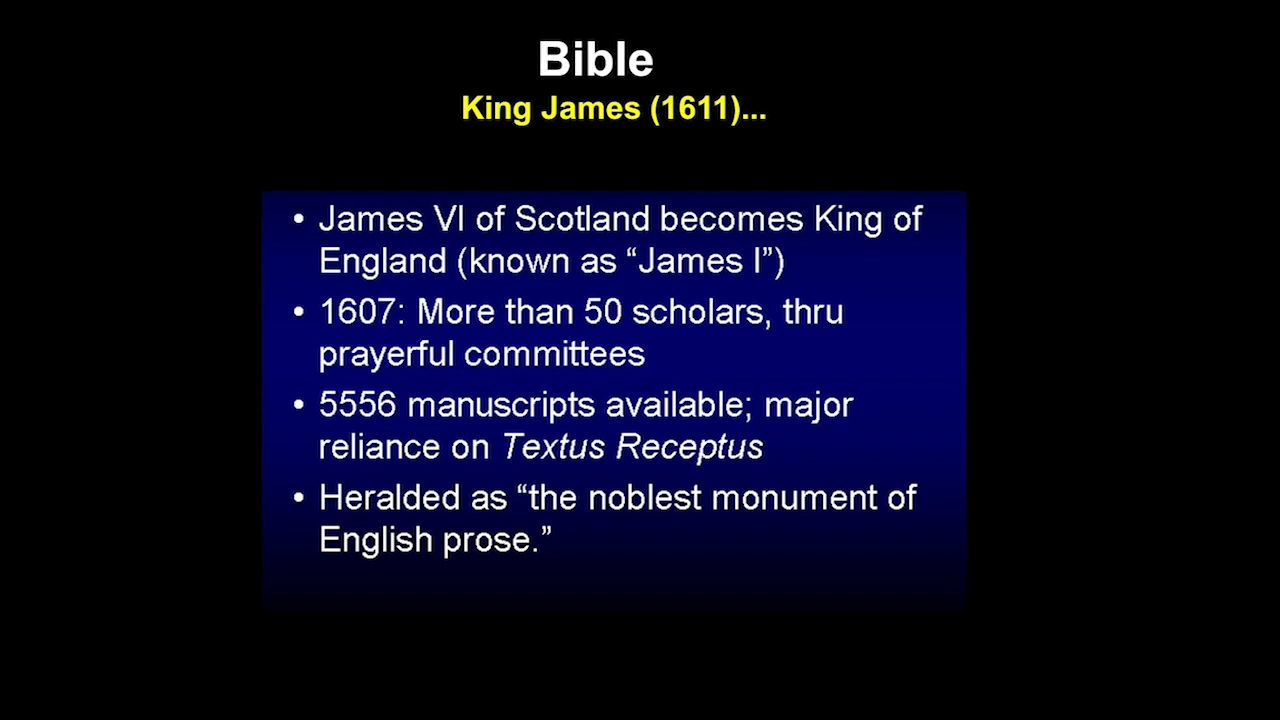 Bible
King James (1611)...
• James VI of Scotland becomes King of
England (known as “James I”)
• 1607: More than 50 scholars, thru
prayerful committees
• 5556 manuscripts available; major
reliance on Textus Receptus
• Heralded as “the noblest monument of
English prose.”